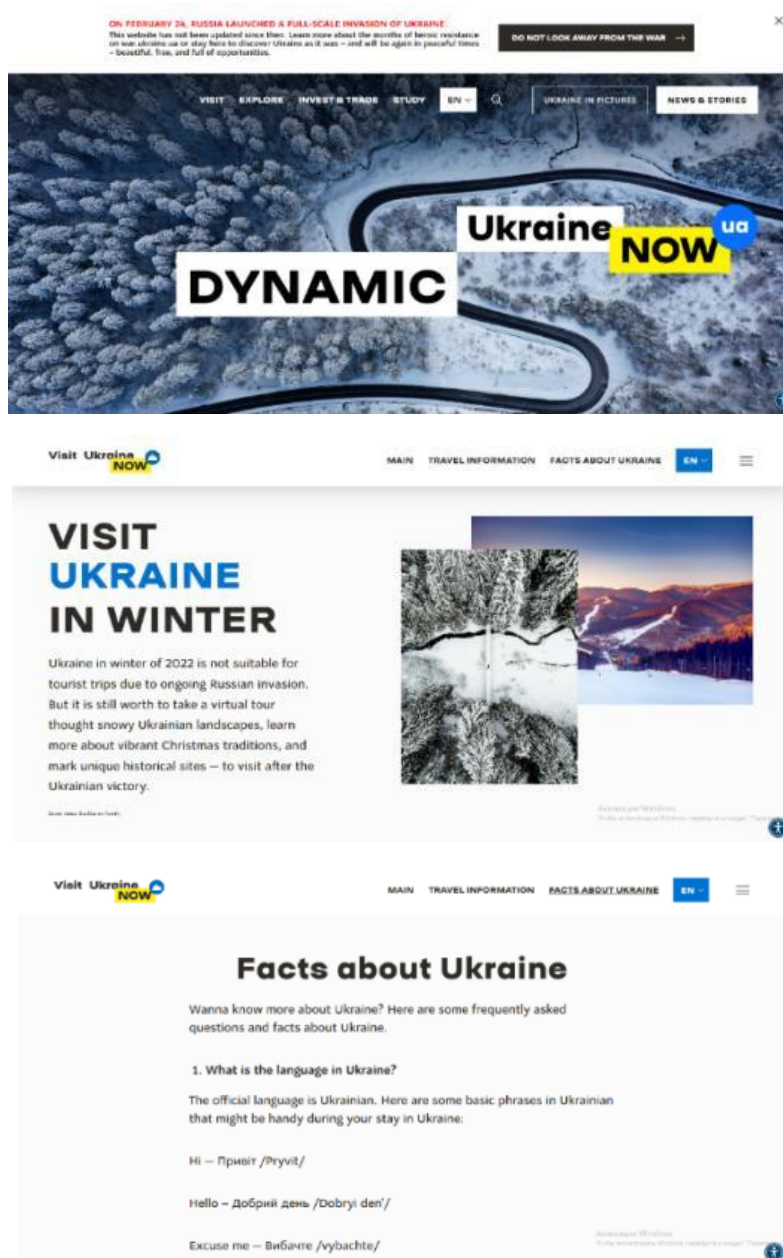 ON FEBRUARY 24, RUSSIA LAUNCHED A FULL-SCALE INVASION OF UKRAINE
This website has not been updated since then. Learn more about the months of heroic resistance
on war.ukraine.ua or stay here to discover Ukraine as it was – and will be again in peaceful times
– beautiful, free, and full of opportunities.
DO NOT LOOK AWAY FROM THE WAR →
VISIT EXPLORE INVEST & TRADE STUDY EN UKRAINE IN PICTURES NEWS & STORIES
Ukraine NOW ua
DYNAMIC
Visit Ukraine NOW
MAIN TRAVEL INFORMATION FACTS ABOUT UKRAINE EN
VISIT
UKRAINE
IN WINTER
Ukraine in winter of 2022 is not suitable for
tourist trips due to ongoing Russian invasion.
But it is still worth to take a virtual tour
thought snowy Ukrainian landscapes, learn
more about vibrant Christmas traditions, and
mark unique historical sites — to visit after the
Ukrainian victory.
Активация Windows
Visit Ukraine NOW
MAIN TRAVEL INFORMATION FACTS ABOUT UKRAINE EN
Facts about Ukraine
Wanna know more about Ukraine? Here are some frequently asked
questions and facts about Ukraine.
1. What is the language in Ukraine?
The official language is Ukrainian. Here are some basic phrases in Ukrainian
that might be handy during your stay in Ukraine:
Hi — Привіт /Pryvit/
Hello – Добрий день /Dobryi den'/
Excuse me — Вибачте /vybachte/
Активация Windows